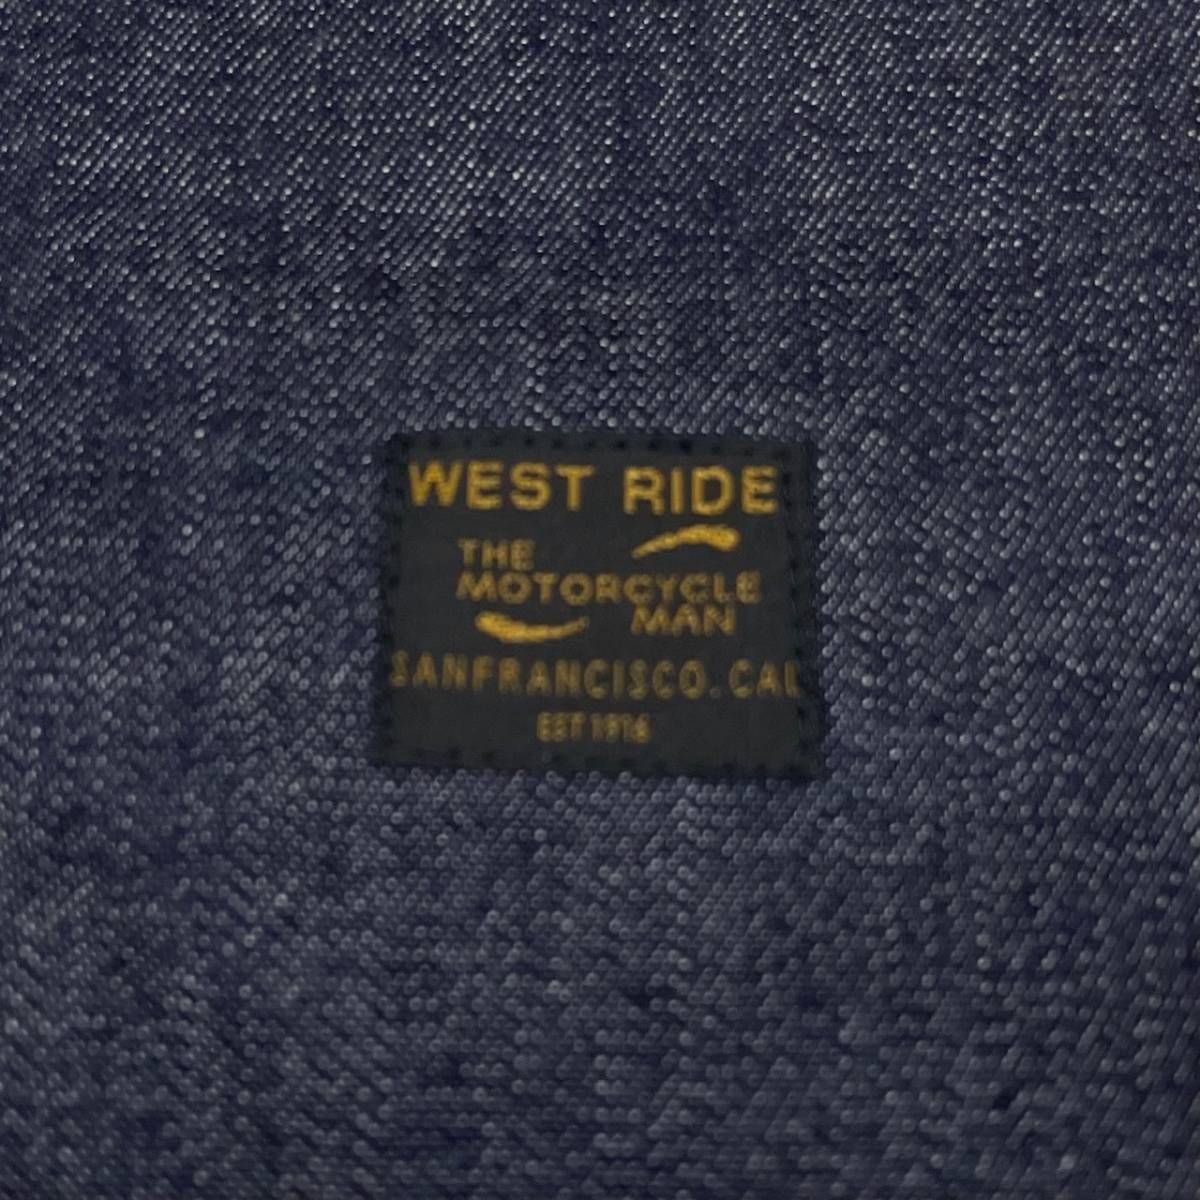 WEST RIDE
THE
MOTORCYCLE
MAN
SANFRANCISCO.CAL
EST 1916